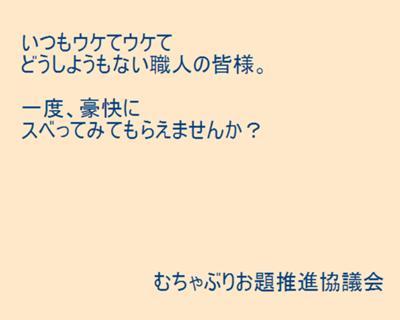 いつもウケてウケて
どうしようもない職人の皆様。
一度、豪快に
スベってみてもらえませんか？
むちゃぶりお題推進協議会